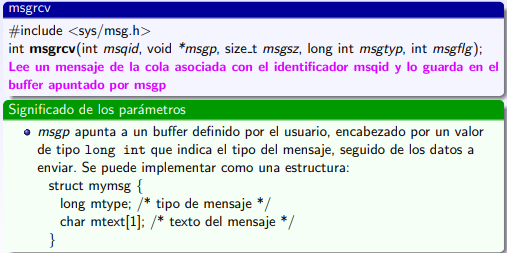 msgrcv
#include <sys/msg.h>
int msgrcv(int msqid, void *msgp, size_t msgsz, long int msgtyp, int msgflg);
Lee un mensaje de la cola asociada con el identificador msqid y lo guarda en el
buffer apuntado por msgp
Significado de los parámetros
msgp apunta a un buffer definido por el usuario, encabezado por un valor
de tipo long int que indica el tipo del mensaje, seguido de los datos a
enviar. Se puede implementar como una estructura:
struct mymsg {
long mtype; /* tipo de mensaje */
char mtext[1]; /* texto del mensaje */
}